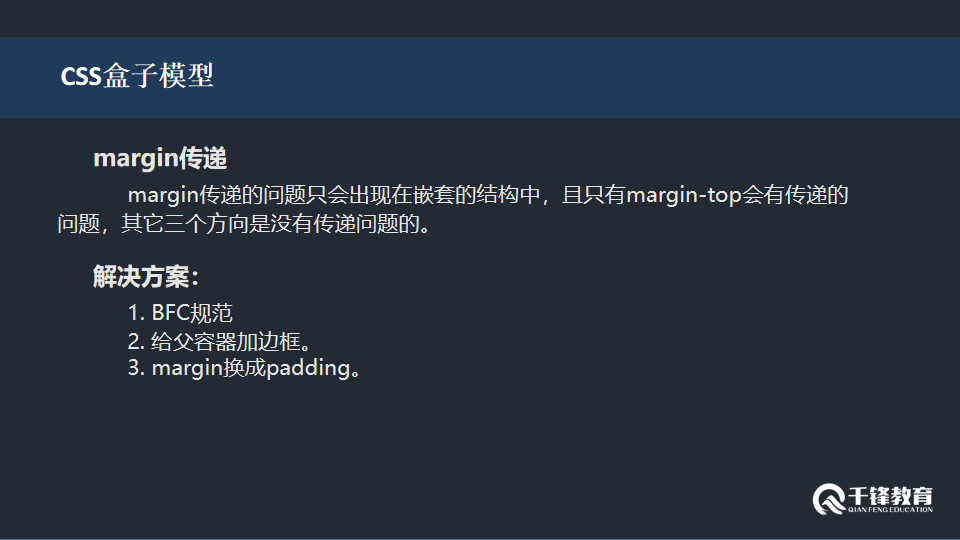 CSS盒子模型
margin传递
margin传递的问题只会出现在嵌套的结构中，且只有margin-top会有传递的
问题，其它三个方向是没有传递问题的。
解决方案：
1. BFC规范
2. 给父容器加边框。
3. margin换成padding。
千锋教育
QIAN FENG EDUCATION